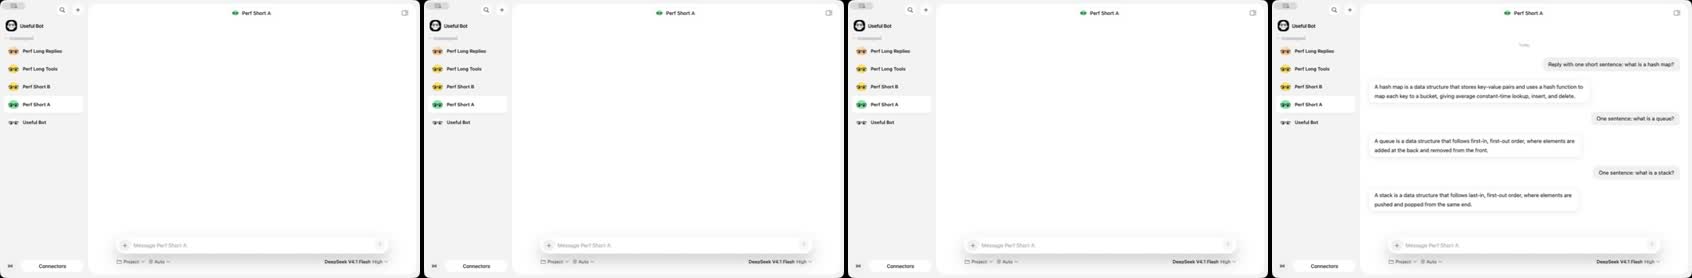 Useful Bot
Perf Long Replies
Perf Long Tools
Perf Short B
Perf Short A
Useful Bot
Connectors
Perf Short A
Message Perf Short A
Project
Auto
DeepSeek V4.1 Flash High
Useful Bot
Perf Long Replies
Perf Long Tools
Perf Short B
Perf Short A
Useful Bot
Connectors
Perf Short A
Message Perf Short A
Project
Auto
DeepSeek V4.1 Flash High
Useful Bot
Perf Long Replies
Perf Long Tools
Perf Short B
Perf Short A
Useful Bot
Connectors
Perf Short A
Message Perf Short A
Project
Auto
DeepSeek V4.1 Flash High
Useful Bot
Perf Long Replies
Perf Long Tools
Perf Short B
Perf Short A
Useful Bot
Connectors
Perf Short A
Today
Reply with one short sentence: what is a hash map?
A hash map is a data structure that stores key-value pairs and uses a hash function to
map each key to a bucket, giving average constant-time lookup, insert, and delete.
One sentence: what is a queue?
A queue is a data structure that follows first-in, first-out order, where elements are
added at the back and removed from the front.
One sentence: what is a stack?
A stack is a data structure that follows last-in, first-out order, where elements are
pushed and popped from the same end.
Message Perf Short A
Project
Auto
DeepSeek V4.1 Flash High